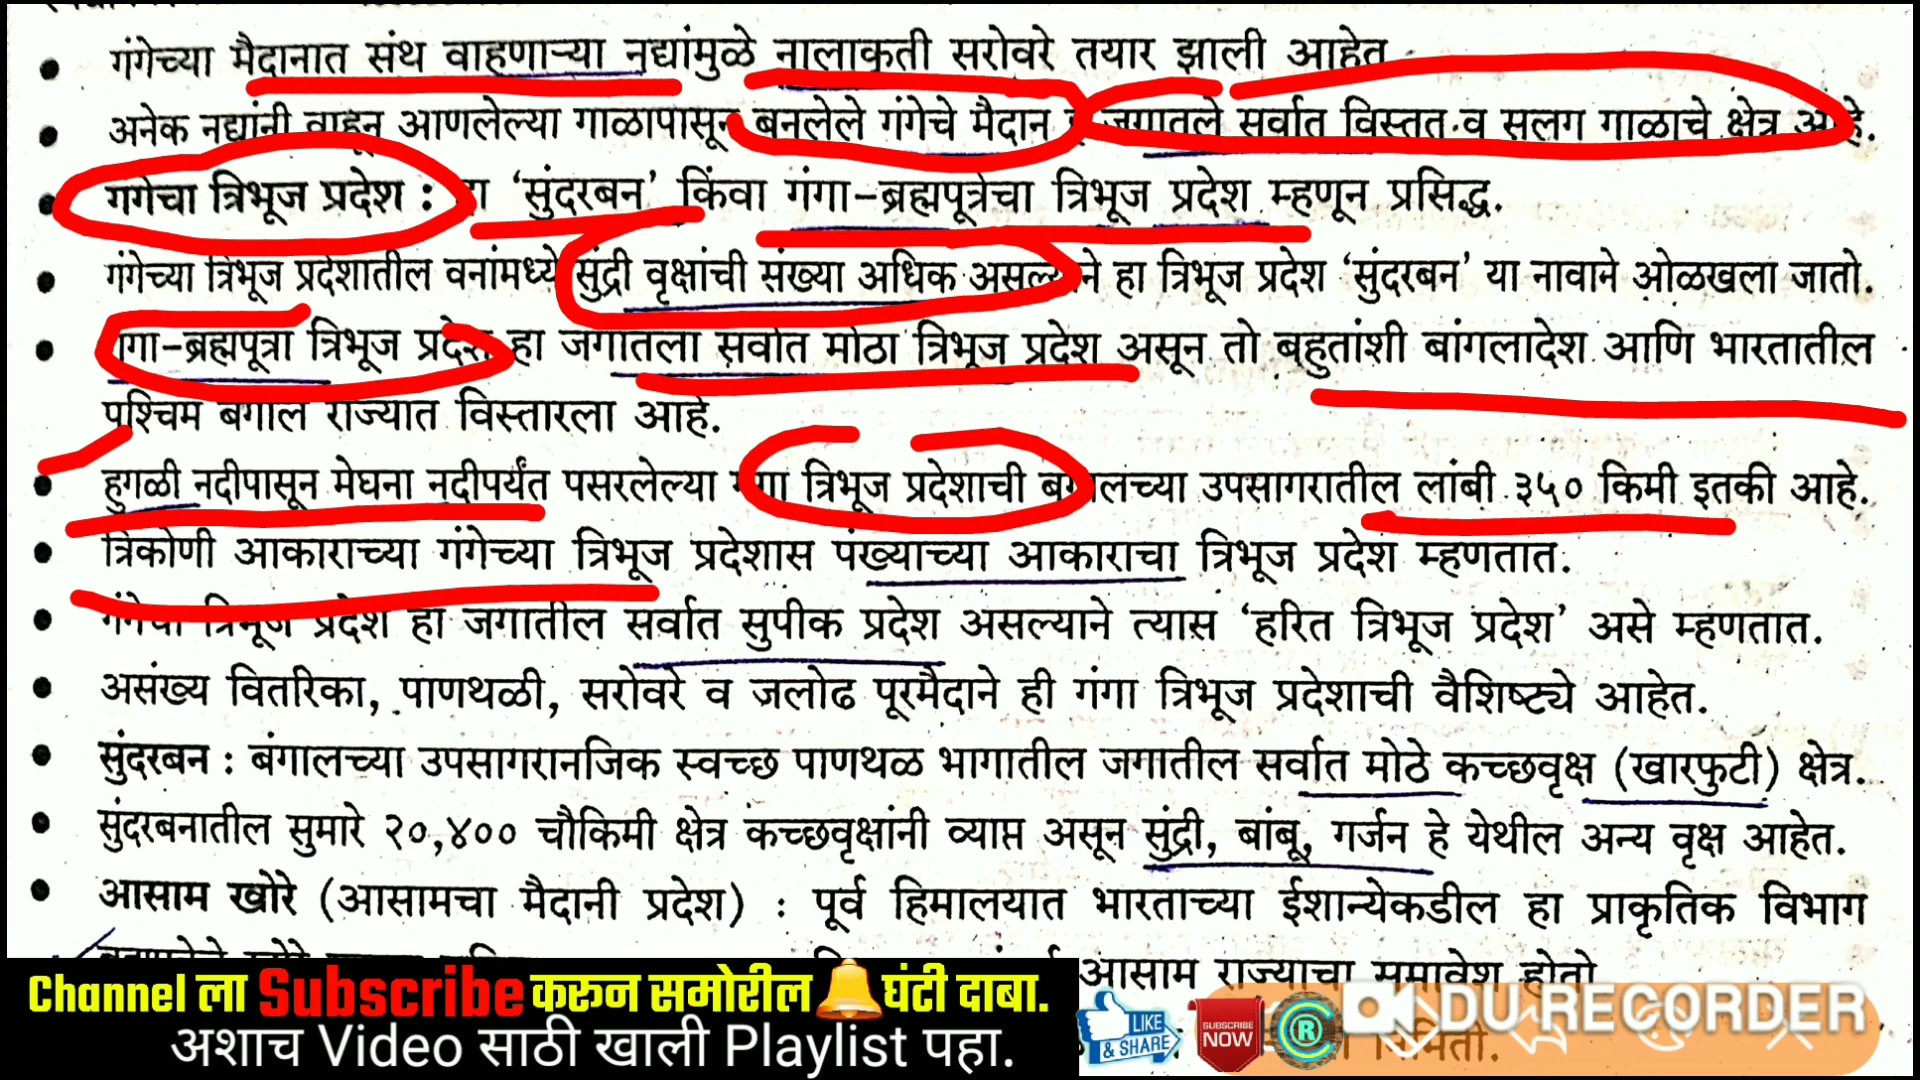 गंगेच्या मैदानात संथ वाहणाऱ्या नद्यांमुळे नालाकृती सरोवरे तयार झाली आहेत.
अनेक नद्यांनी वाहून आणलेल्या गाळापासून बनलेले गंगेचे मैदान जगातले सर्वात विस्तृत व सलग गाळाचे क्षेत्र आहे.
गंगेचा त्रिभूज प्रदेश : हा ‘सुंदरबन’ किंवा गंगा-ब्रह्मपूत्रेचा त्रिभूज प्रदेश म्हणून प्रसिद्ध.
गंगेच्या त्रिभूज प्रदेशातील वनांमध्ये सुंद्री वृक्षांची संख्या अधिक असल्याने हा त्रिभूज प्रदेश ‘सुंदरबन’ या नावाने ओळखला जातो.
गंगा-ब्रह्मपूत्रा त्रिभूज प्रदेश हा जगातला सर्वात मोठा त्रिभूज प्रदेश असून तो बहुतांशी बांगलादेश आणि भारतातील
पश्चिम बंगाल राज्यात विस्तारला आहे.
हुगळी नदीपासून मेघना नदीपर्यंत पसरलेल्या गंगा त्रिभूज प्रदेशाची बंगालच्या उपसागरातील लांबी ३५० किमी इतकी आहे.
त्रिकोणी आकाराच्या गंगेच्या त्रिभूज प्रदेशास पंख्याच्या आकाराचा त्रिभूज प्रदेश म्हणतात.
गंगेचा त्रिभूज प्रदेश हा जगातील सर्वात सुपीक प्रदेश असल्याने त्यास ‘हरित त्रिभूज प्रदेश’ असे म्हणतात.
असंख्य वितरिका, पाणथळी, सरोवरे व जलोढ पूरमैदाने ही गंगा त्रिभूज प्रदेशाची वैशिष्ट्ये आहेत.
सुंदरबन : बंगालच्या उपसागरानजिक स्वच्छ पाणथळ भागातील जगातील सर्वात मोठे कच्छवृक्ष (खारफुटी) क्षेत्र.
सुंदरबनातील सुमारे २०,४०० चौकिमी क्षेत्र कच्छवृक्षांनी व्याप्त असून सुंद्री, बांबू, गर्जन हे येथील अन्य वृक्ष आहेत.
आसाम खोरे (आसामचा मैदानी प्रदेश) : पूर्व हिमालयात भारताच्या ईशान्येकडील हा प्राकृतिक विभाग
आसाम राज्याचा समावेश होतो
Channel ला Subscribe करून समोरील घंटी दाबा.
अशाच Video साठी खाली Playlist पहा.
LIKE & SHARE
SUBSCRIBE NOW
R
DU RECORDER